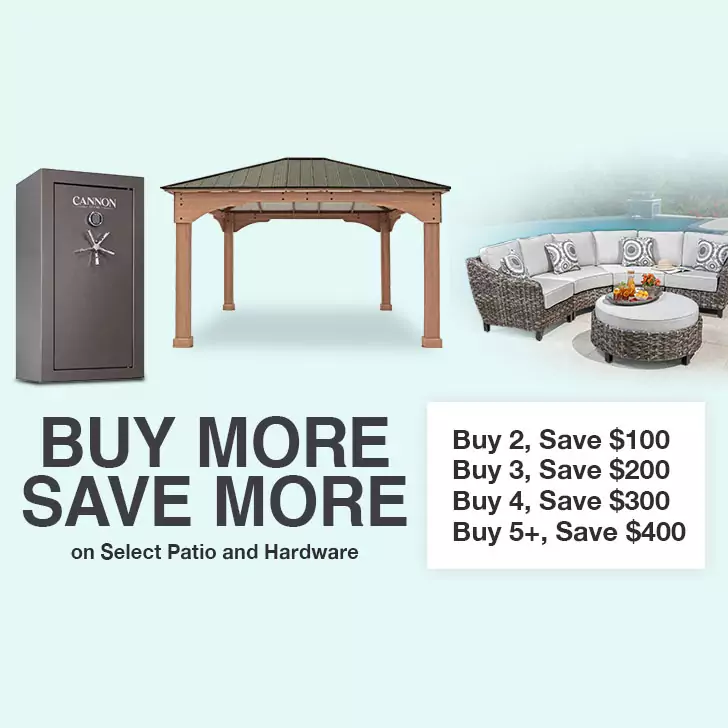 CANNON
BUY MORE
SAVE MORE
on Select Patio and Hardware
Buy 2, Save $100
Buy 3, Save $200
Buy 4, Save $300
Buy 5+, Save $400